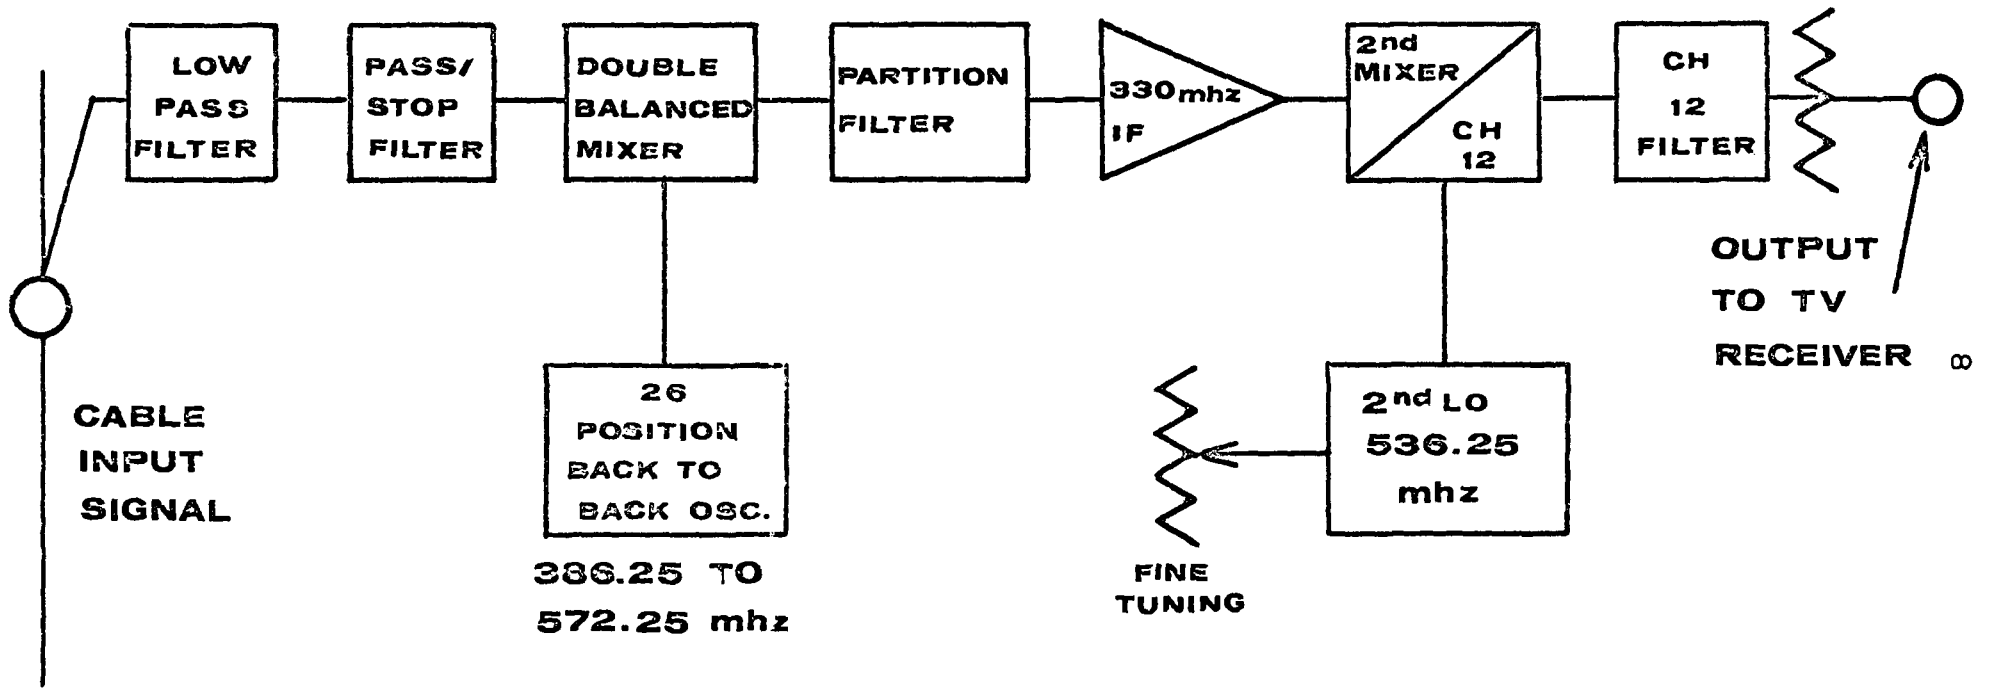 LOW
PASS
FILTER
PASS/
STOP
FILTER
DOUBLE
BALANCED
MIXER
PARTITION
FILTER
330mhz
IF
2nd
MIXER
CH
12
CH
12
FILTER
OUTPUT
TO TV
RECEIVER
CABLE
INPUT
SIGNAL
26
POSITION
BACK TO
BACK OSC.
386.25 TO
572.25 mhz
2nd LO
536.25
mhz
FINE
TUNING